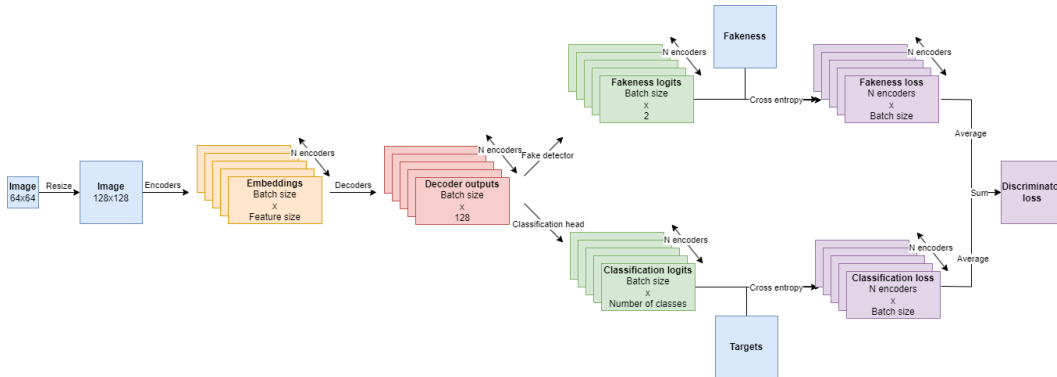 Image
64x64
Resize
Image
128x128
Encoders
N encoders
Embeddings
Batch size
x
Feature size
Decoders
N encoders
Decoder outputs
Batch size
x
128
Fake detector
Classification head
N encoders
Fakeness logits
Batch size
x
2
Fakeness
Cross entropy
N encoders
Fakeness loss
N encoders
x
Batch size
Average
N encoders
Classification logits
Batch size
x
Number of classes
Targets
Cross entropy
N encoders
Classification loss
N encoders
x
Batch size
Average
Sum
Discriminator
loss